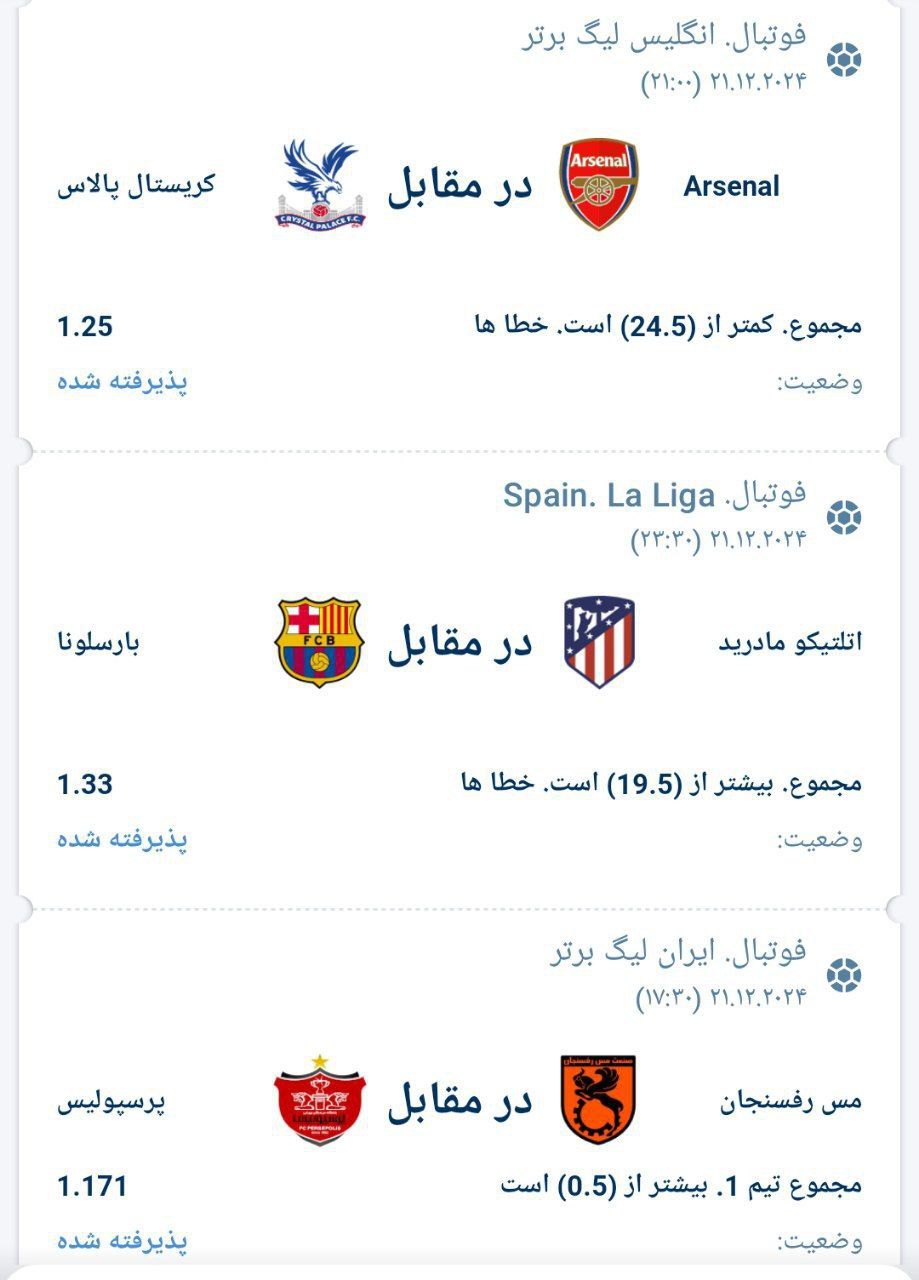 فوتبال. انگلیس لیگ برتر
۲۱.۱۲.۲۰۲۴ (۲۱:۰۰)
Arsenal
Arsenal
در مقابل
CRYSTAL PALACE F.C.
کریستال پالاس
مجموع. کمتر از (24.5) است. خطا ها
1.25
وضعیت:
پذیرفته شده
فوتبال. Spain. La Liga
۲۱.۱۲.۲۰۲۴ (۲۳:۳۰)
اتلتیکو مادرید
در مقابل
FCB
بارسلونا
مجموع. بیشتر از (19.5) است. خطا ها
1.33
وضعیت:
پذیرفته شده
فوتبال. ایران لیگ برتر
۲۱.۱۲.۲۰۲۴ (۱۷:۳۰)
مس رفسنجان
صنعت مس رفسنجان
در مقابل
FC PERSEPOLIS
پرسپولیس
مجموع تیم 1. بیشتر از (0.5) است
1.171
وضعیت:
پذیرفته شده